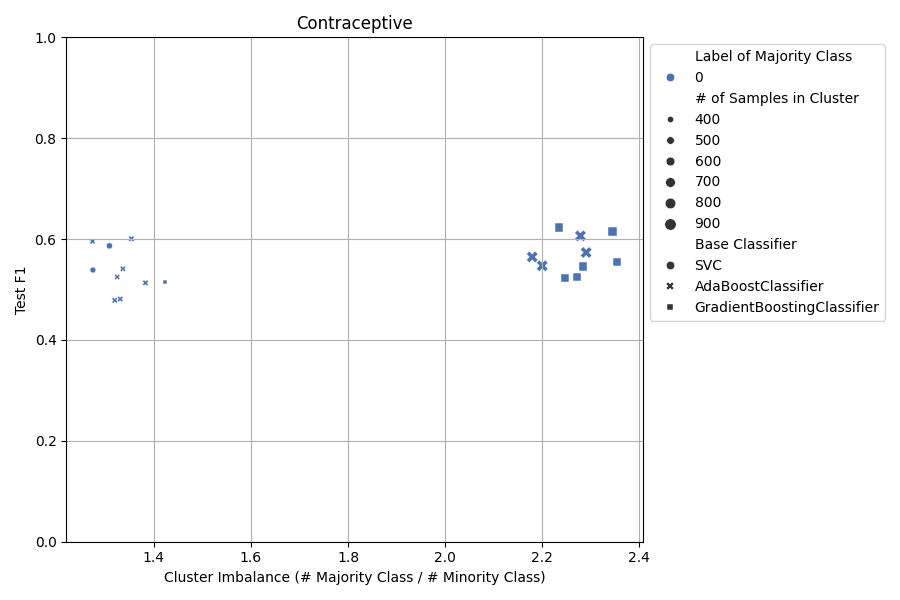 Contraceptive
1.0
0.8
0.6
0.4
0.2
0.0
Test F1
1.4
1.6
1.8
2.0
2.2
2.4
Cluster Imbalance (# Majority Class / # Minority Class)
Label of Majority Class
0
# of Samples in Cluster
400
500
600
700
800
900
Base Classifier
SVC
AdaBoostClassifier
GradientBoostingClassifier